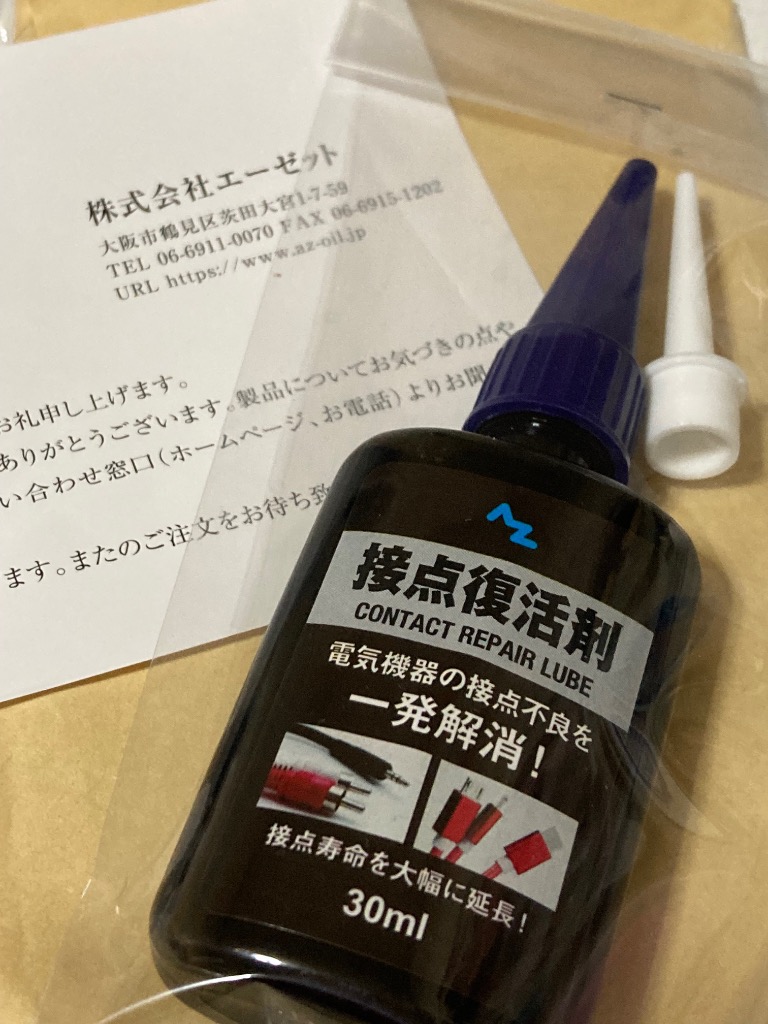 株式会社エーゼット
大阪市鶴見区茨田大宮1-7-59
TEL 06-6911-0070 FAX 06-6915-1202
URL https://www.az-oil.jp
お礼申し上げます。
ありがとうございます。製品についてお気づきの点や
い合わせ窓口(ホームページ、お電話)よりお聞
ます。またのご注文をお待ち致
AZ
接点復活剤
CONTACT REPAIR LUBE
電気機器の接点不良を
一発解消!
接点寿命を大幅に延長!
30ml